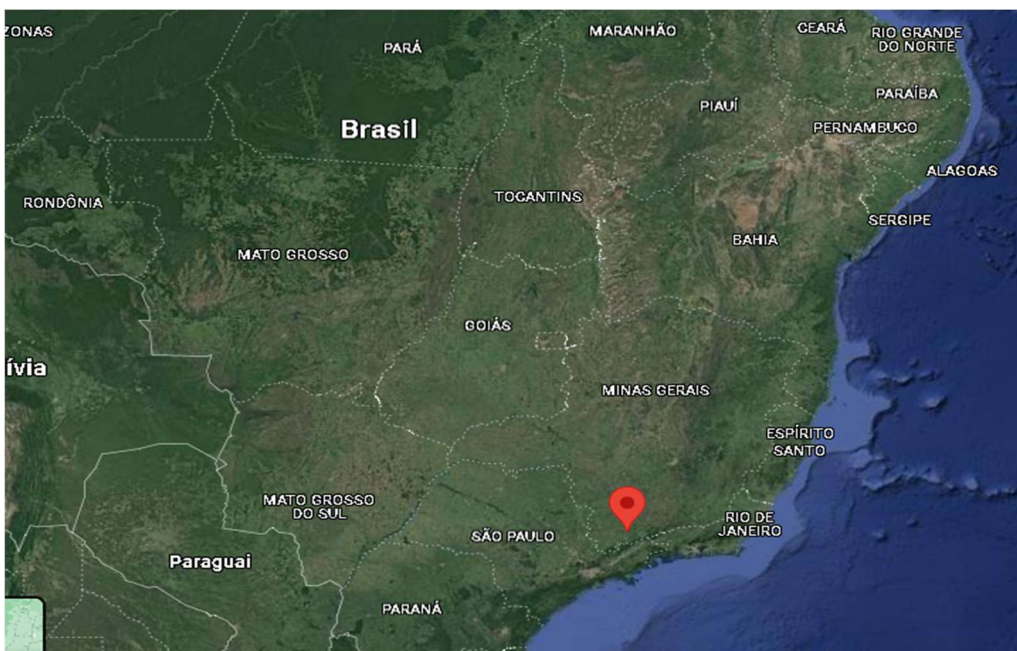 ZONAS
PARÁ
MARANHÃO
CEARÁ
RIO GRANDE
DO NORTE
PARAÍBA
PIAUÍ
Brasil
PERNAMBUCO
ALAGOAS
RONDÔNIA
TOCANTINS
SERGIPE
MATO GROSSO
BAHIA
GOIÁS
ívia
MINAS GERAIS
ESPÍRITO
SANTO
MATO GROSSO
DO SUL
SÃO PAULO
RIO DE
JANEIRO
Paraguai
PARANÁ